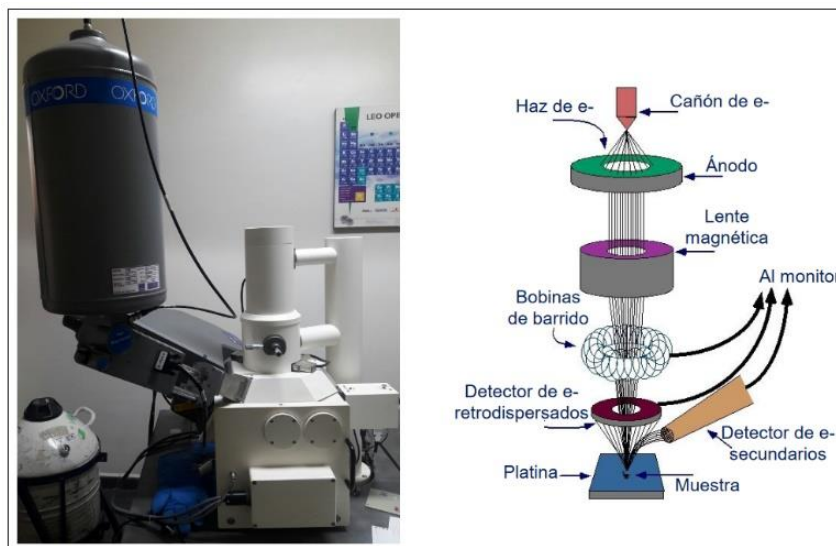 OXFORD OXFORD
LEO OPE
Cañón de e-
Haz de e-
Ánodo
Lente
magnética
Al monitor
Bobinas
de barrido
Detector de e-
retrodispersados
Detector de e-
secundarios
Platina
Muestra